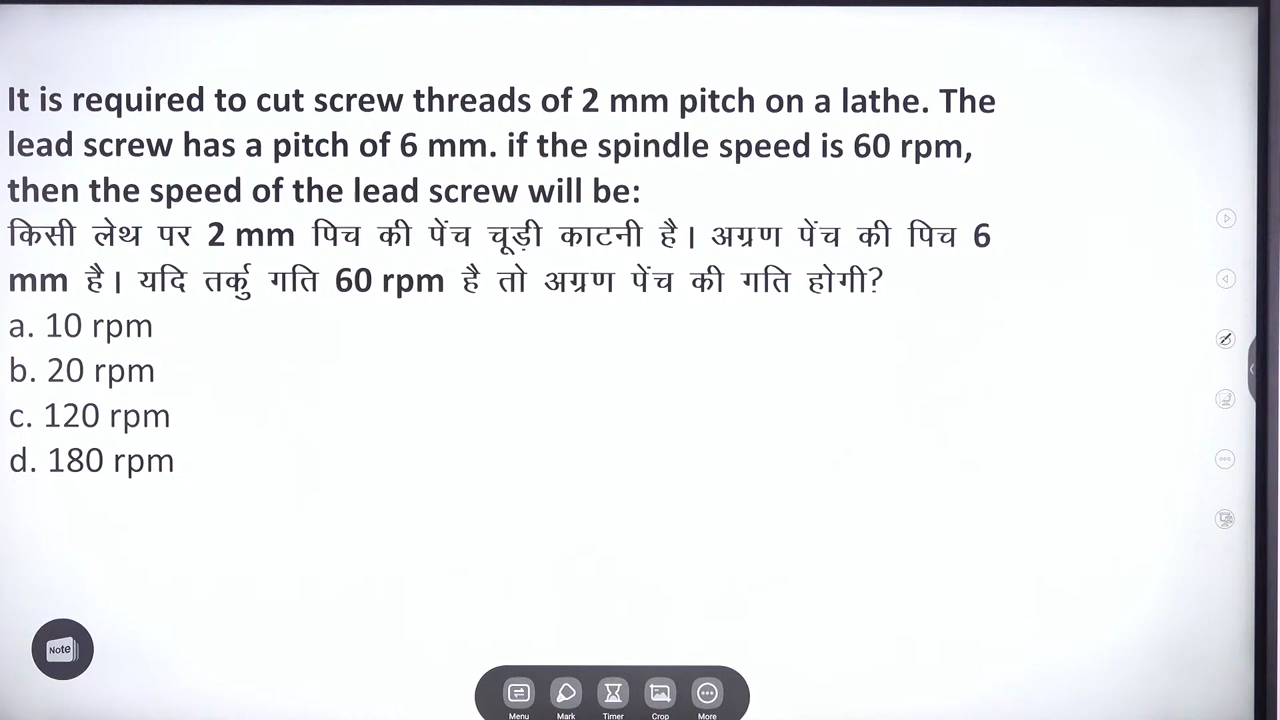 It is required to cut screw threads of 2 mm pitch on a lathe. The
lead screw has a pitch of 6 mm. if the spindle speed is 60 rpm,
then the speed of the lead screw will be:
किसी लेथ पर 2 mm पिच की पेंच चूड़ी काटनी है। अग्रण पेंच की पिच 6
mm है। यदि तर्कु गति 60 rpm है तो अग्रण पेंच की गति होगी?
a. 10 rpm
b. 20 rpm
c. 120 rpm
d. 180 rpm
Note
Menu Mark Timer Crop More